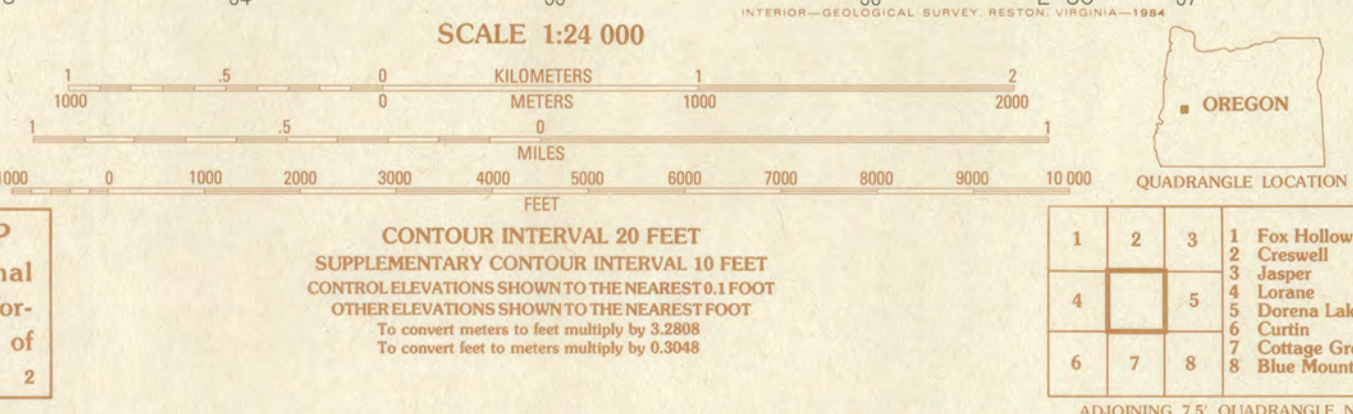 INTERIOR—GEOLOGICAL SURVEY, RESTON, VIRGINIA—1984
SCALE 1:24 000
1 .5 0 KILOMETERS 1 2
1000 0 METERS 1000 2000
1 .5 0 1
MILES
0 1000 2000 3000 4000 5000 6000 7000 8000 9000 10 000
FEET
OREGON
QUADRANGLE LOCATION
CONTOUR INTERVAL 20 FEET
SUPPLEMENTARY CONTOUR INTERVAL 10 FEET
CONTROL ELEVATIONS SHOWN TO THE NEAREST 0.1 FOOT
OTHER ELEVATIONS SHOWN TO THE NEAREST FOOT
To convert meters to feet multiply by 3.2808
To convert feet to meters multiply by 0.3048
of
2
1 2 3
4 5
6 7 8
1 Fox Hollow
2 Creswell
3 Jasper
4 Lorane
5 Dorena
6 Curtin
7 Cottage
8 Blue
ADJOINING 7.5′ QUADRANGLE